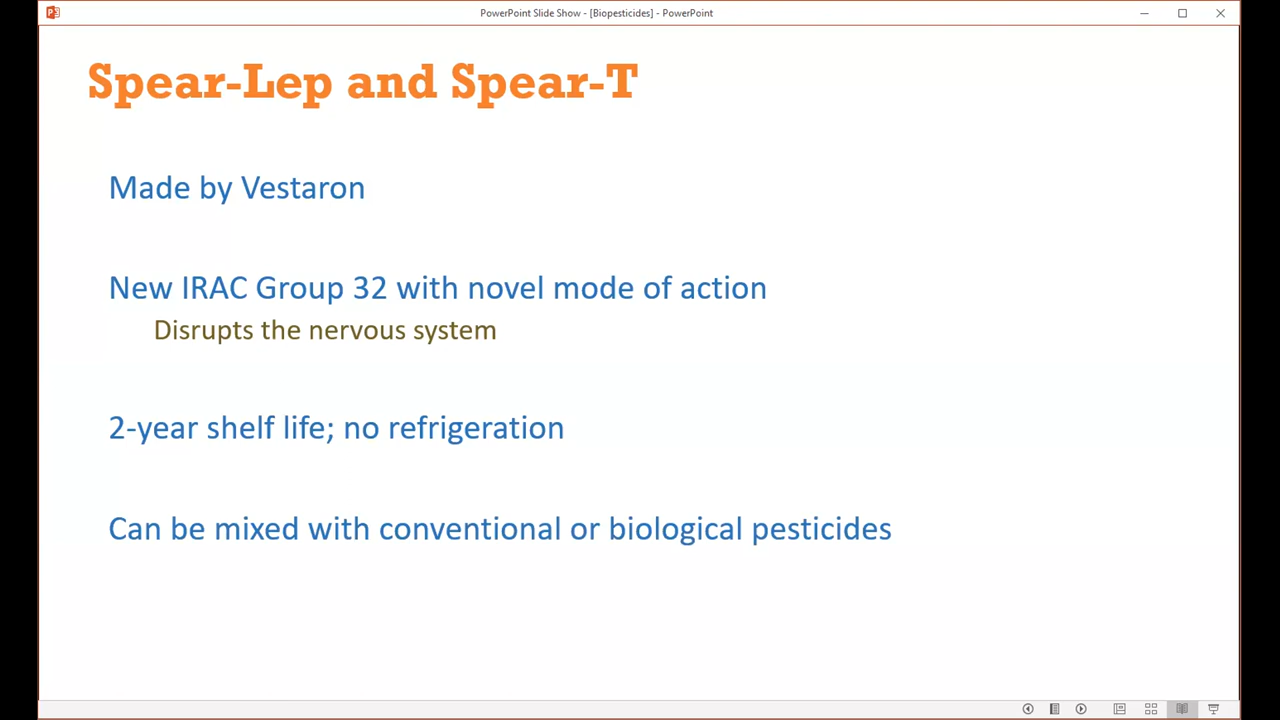 PowerPoint Slide Show - [Biopesticides] - PowerPoint
Spear-Lep and Spear-T
Made by Vestaron
New IRAC Group 32 with novel mode of action
Disrupts the nervous system
2-year shelf life; no refrigeration
Can be mixed with conventional or biological pesticides